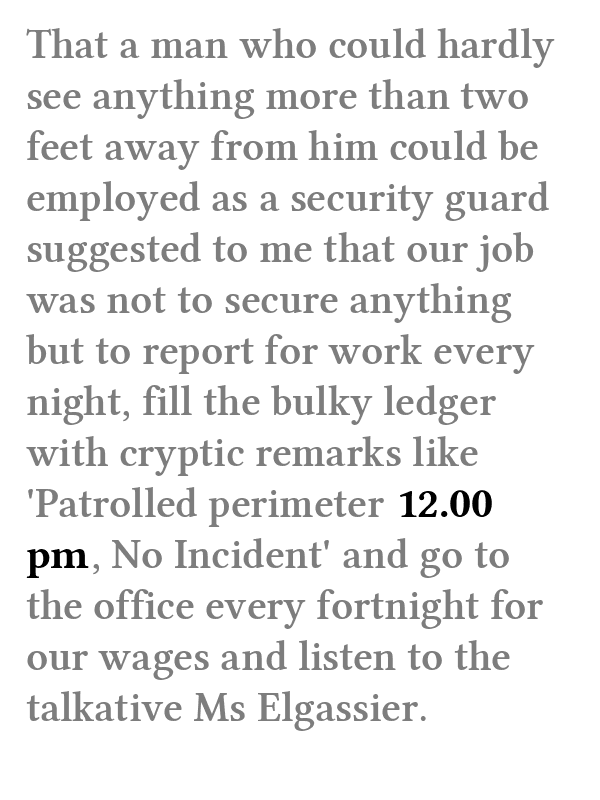 That a man who could hardly
see anything more than two
feet away from him could be
employed as a security guard
suggested to me that our job
was not to secure anything
but to report for work every
night, fill the bulky ledger
with cryptic remarks like
'Patrolled perimeter 12.00
pm, No Incident' and go to
the office every fortnight for
our wages and listen to the
talkative Ms Elgassier.